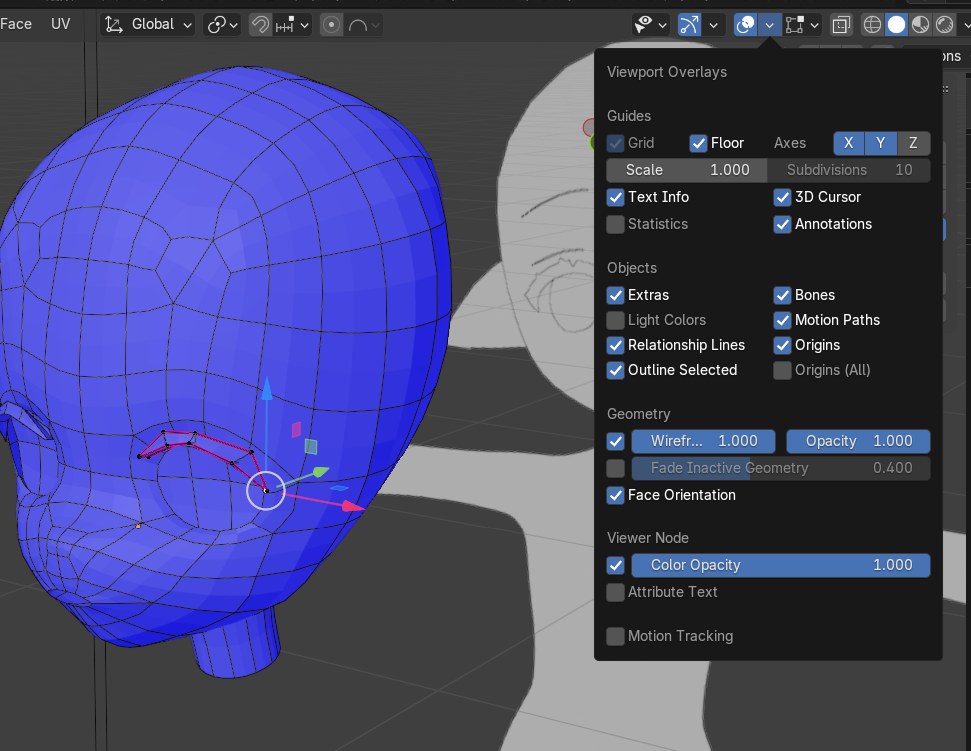 Face UV Global
ons
Viewport Overlays
Guides
Grid Floor Axes X Y Z
Scale 1.000 Subdivisions 10
Text Info 3D Cursor
Statistics Annotations
Objects
Extras Bones
Light Colors Motion Paths
Relationship Lines Origins
Outline Selected Origins (All)
Geometry
Wirefr... 1.000 Opacity 1.000
Fade Inactive Geometry 0.400
Face Orientation
Viewer Node
Color Opacity 1.000
Attribute Text
Motion Tracking